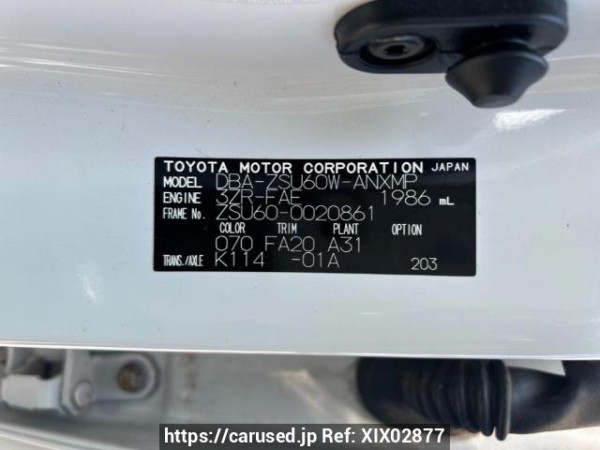 TOYOTA MOTOR CORPORATION JAPAN
MODEL DBA-ZSU60W-ANXMP
ENGINE 3ZR-FAE 1986 mL
FRAME No. ZSU60-0020861
COLOR TRIM PLANT OPTION
070 FA20 A31
TRANS./AXLE K114 -01A 203
https://carused.jp Ref: XIX02877